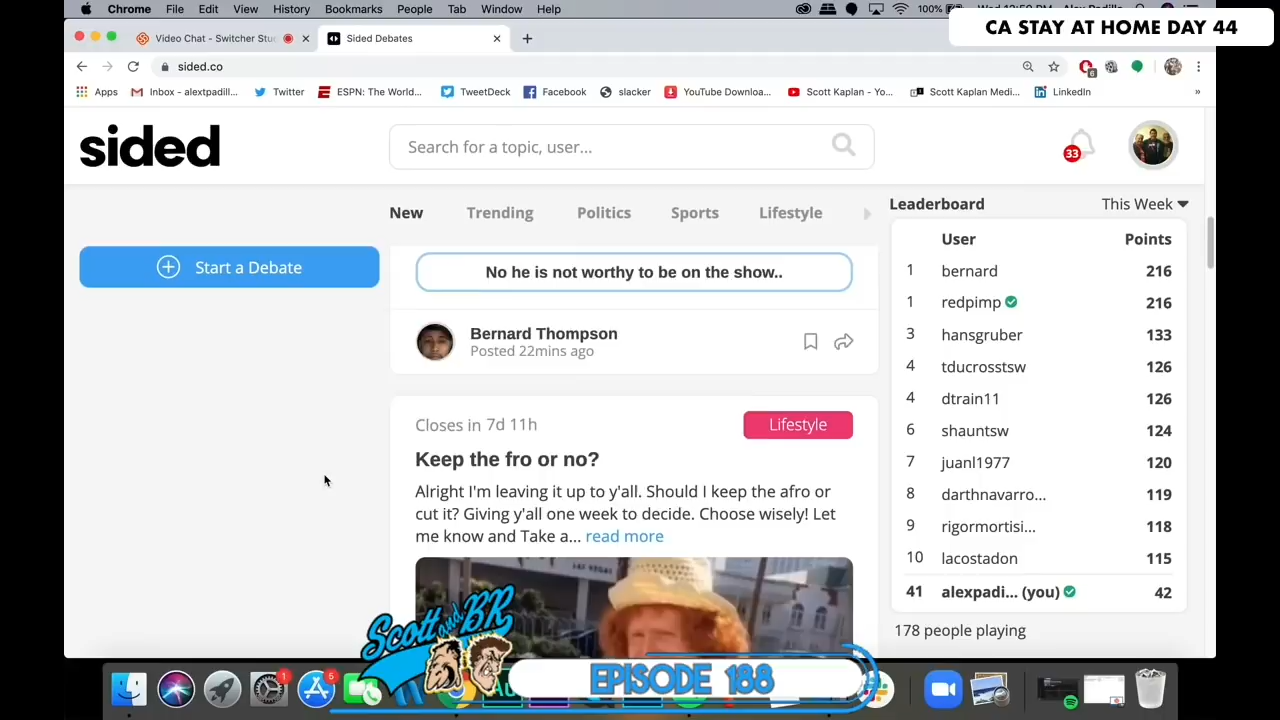 Chrome File Edit View History Bookmarks People Tab Window Help
100%
CA STAY AT HOME DAY 44
Video Chat - Switcher Stu
Sided Debates
sided.co
6
Apps
Inbox - alextpadill...
Twitter
ESPN: The World...
TweetDeck
Facebook
slacker
YouTube Downloa...
Scott Kaplan - Yo...
Scott Kaplan Medi...
LinkedIn
»
sided
Search for a topic, user...
33
New
Trending
Politics
Sports
Lifestyle
Start a Debate
No he is not worthy to be on the show..
Bernard Thompson
Posted 22mins ago
Closes in 7d 11h
Lifestyle
Keep the fro or no?
Alright I'm leaving it up to y'all. Should I keep the afro or
cut it? Giving y'all one week to decide. Choose wisely! Let
me know and Take a... read more
LAS VEGAS
Leaderboard
This Week
User Points
1 bernard 216
1 redpimp 216
3 hansgruber 133
4 tducrosstsw 126
4 dtrain11 126
6 shauntsw 124
7 juanl1977 120
8 darthnavarro... 119
9 rigormortisi... 118
10 lacostadon 115
41 alexpadi... (you) 42
178 people playing
Scott and BR
EPISODE 188
1
5